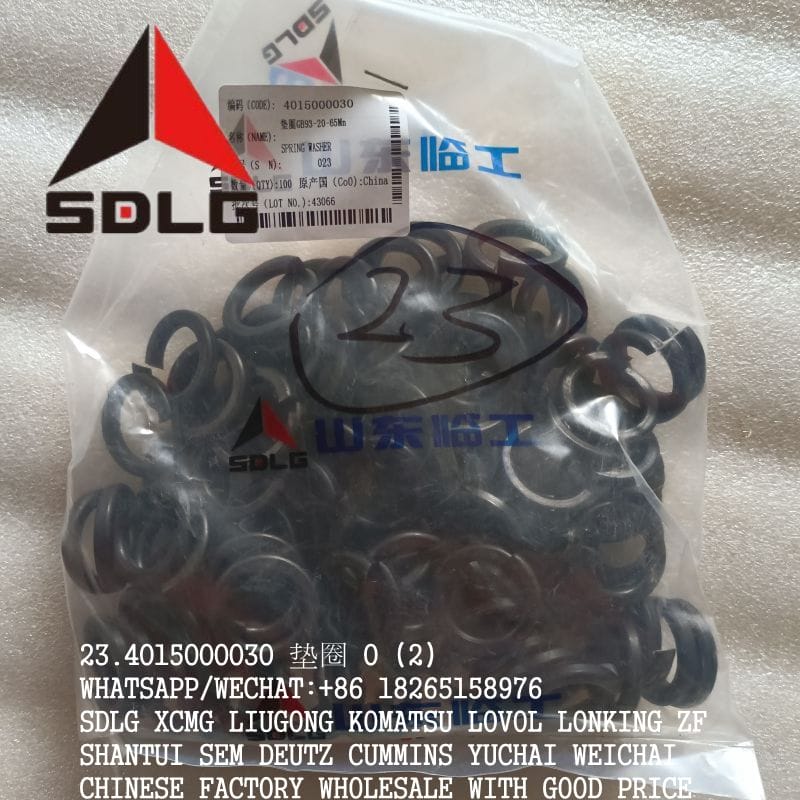 SDLG
编码(CODE): 4015000030
垫圈GB93-20-65Mn
名称(NAME):
SPRING WASHER
(S N): 023
数量(QTY):100 原产国(CoO):China
(LOT NO.):43066
山东临工
SDLG
23
SDLG 山东临工
23.4015000030 垫圈 0 (2)
WHATSAPP/WECHAT:+86 18265158976
SDLG XCMG LIUGONG KOMATSU LOVOL LONKING ZF
SHANTUI SEM DEUTZ CUMMINS YUCHAI WEICHAI
CHINESE FACTORY WHOLESALE WITH GOOD PRICE